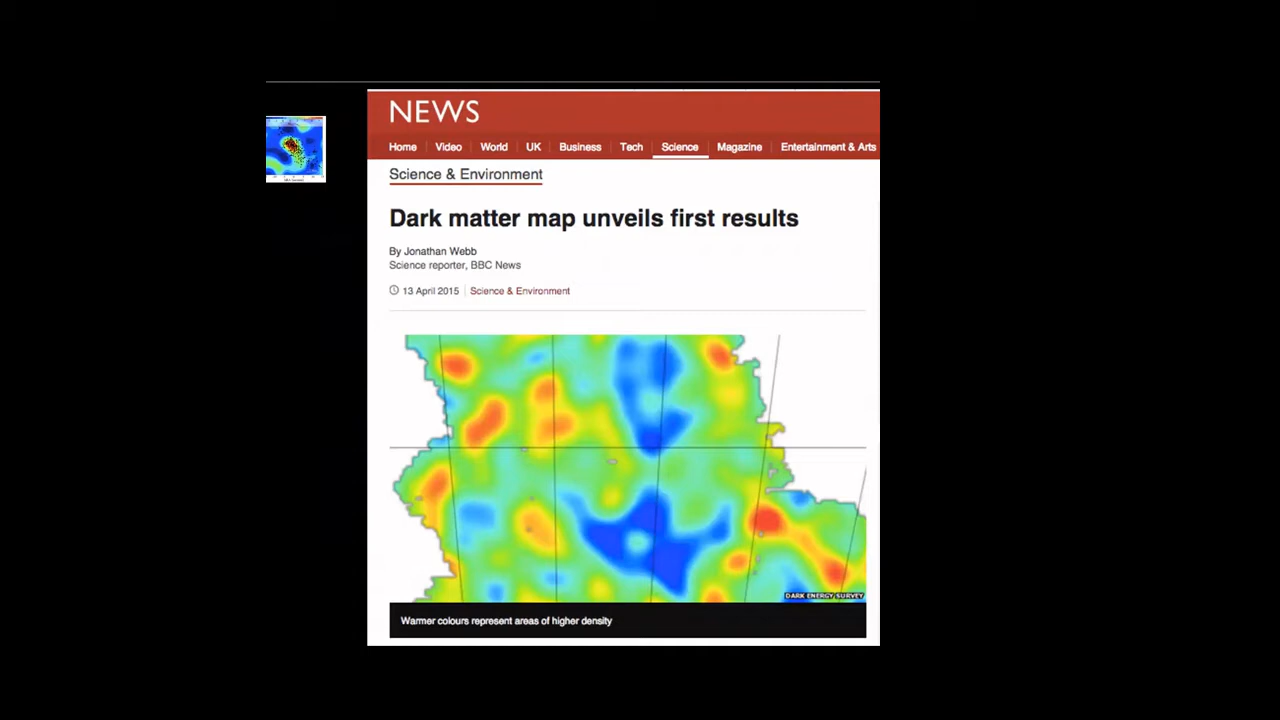 NEWS
Home Video World UK Business Tech Science Magazine Entertainment & Arts
Science & Environment
Dark matter map unveils first results
By Jonathan Webb
Science reporter, BBC News
13 April 2015 Science & Environment
DARK ENERGY SURVEY
Warmer colours represent areas of higher density